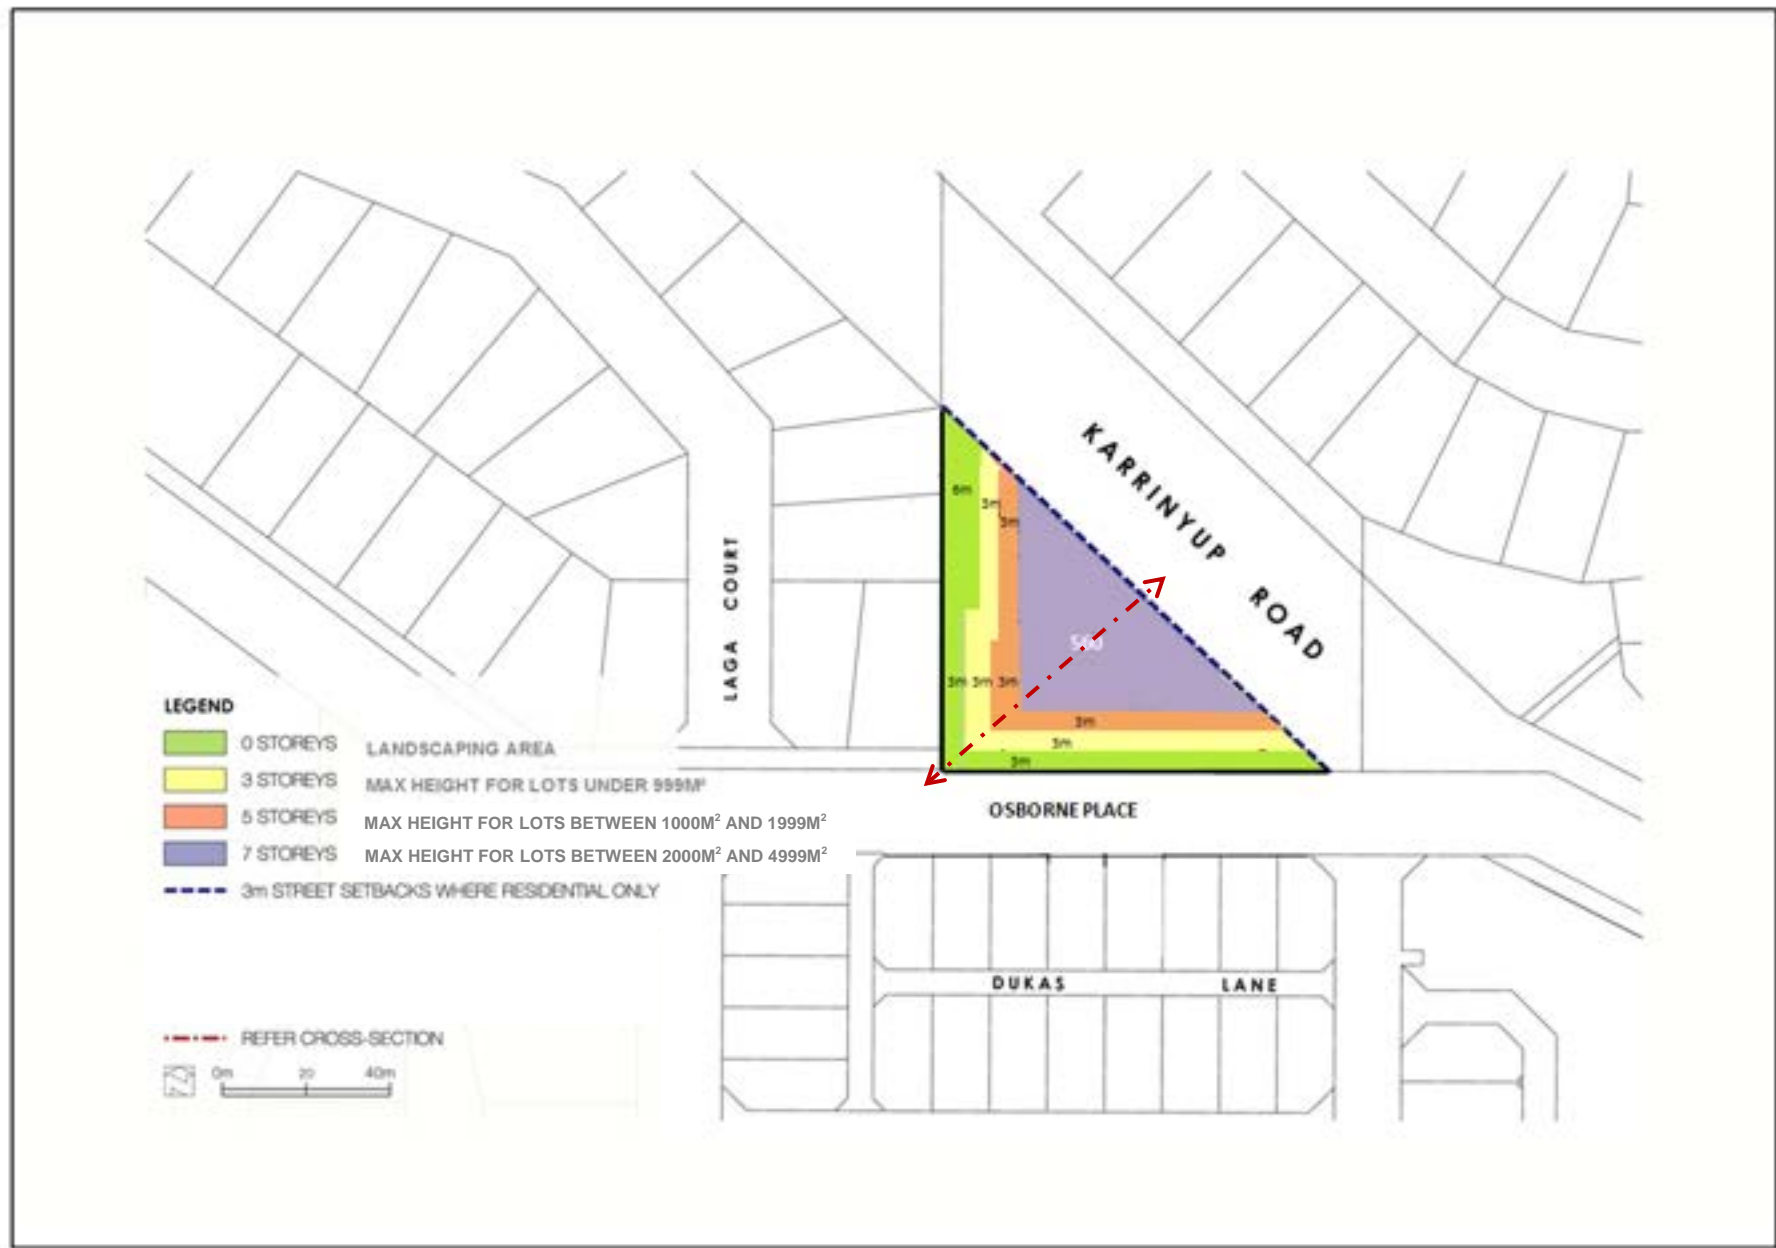 KARRINYUP ROAD
6m
3m
3m
LAGA COURT
560
3m 3m 3m
3m
3m
3m
LEGEND
0 STOREYS LANDSCAPING AREA
3 STOREYS MAX HEIGHT FOR LOTS UNDER 999M²
5 STOREYS MAX HEIGHT FOR LOTS BETWEEN 1000M² AND 1999M²
7 STOREYS MAX HEIGHT FOR LOTS BETWEEN 2000M² AND 4999M²
3m STREET SETBACKS WHERE RESIDENTIAL ONLY
OSBORNE PLACE
DUKAS LANE
REFER CROSS-SECTION
0m 20 40m